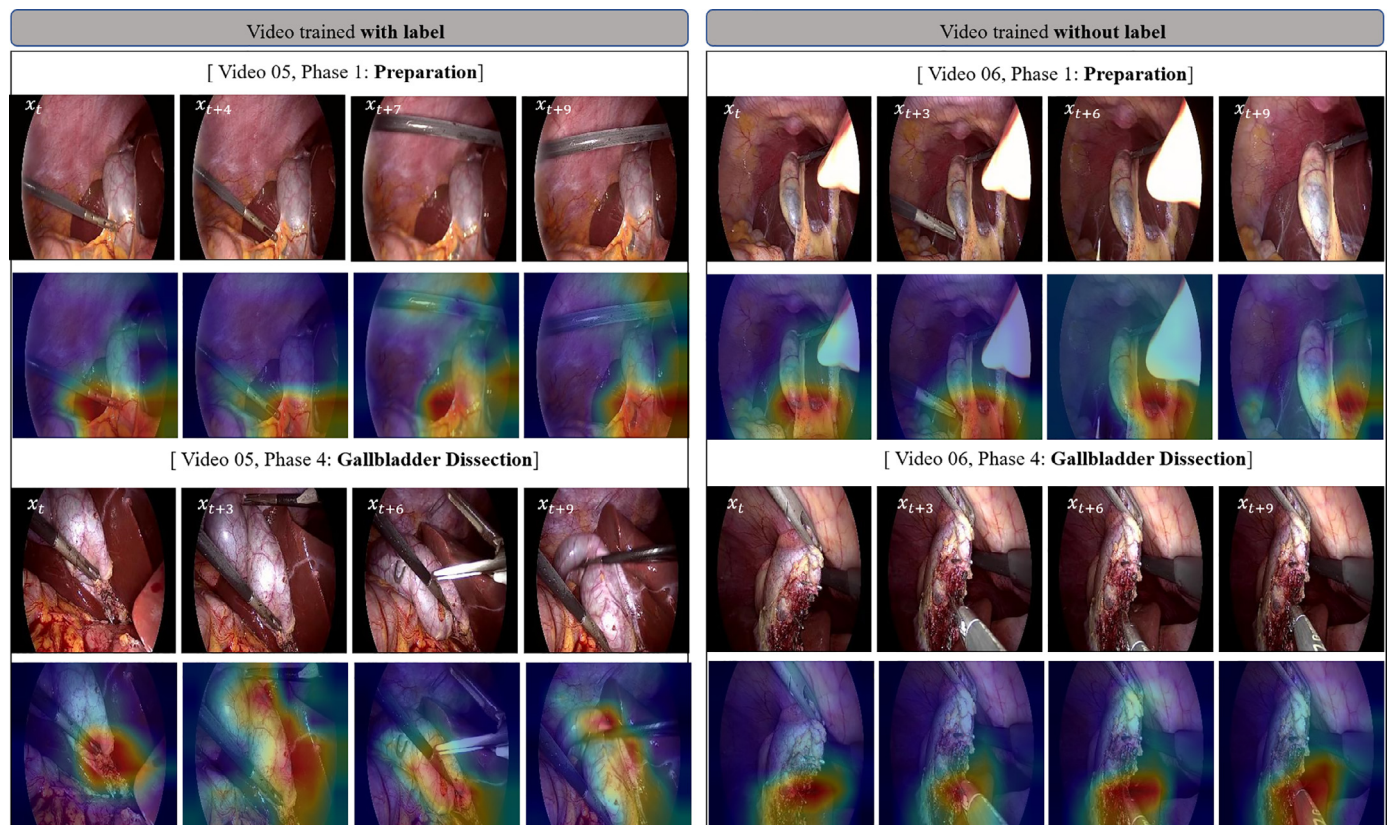 Video trained with label
[ Video 05, Phase 1: Preparation]
x_t x_{t+4} x_{t+7} x_{t+9}
[ Video 05, Phase 4: Gallbladder Dissection]
x_t x_{t+3} x_{t+6} x_{t+9}
Video trained without label
[ Video 06, Phase 1: Preparation]
x_t x_{t+3} x_{t+6} x_{t+9}
[ Video 06, Phase 4: Gallbladder Dissection]
x_t x_{t+3} x_{t+6} x_{t+9}